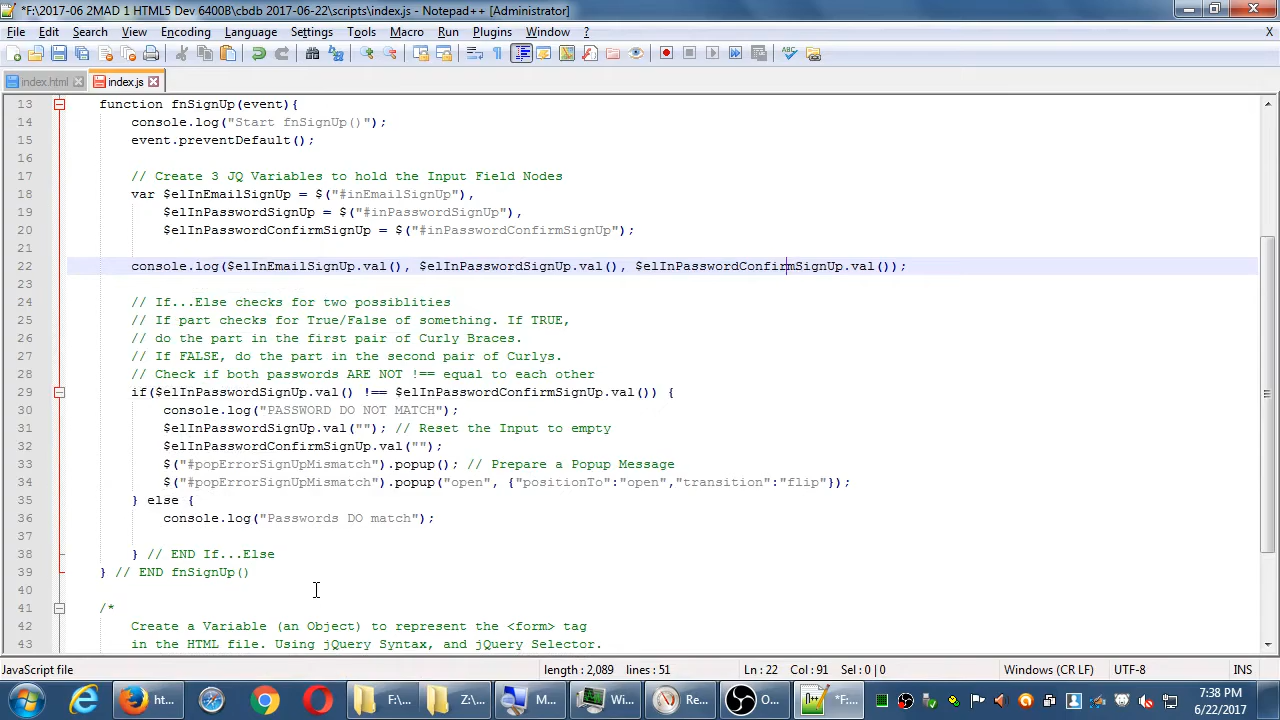 *F:\2017-06 2MAD 1 HTML5 Dev 6400B\cbdb 2017-06-22\scripts\index.js - Notepad++ [Administrator]
File Edit Search View Encoding Language Settings Tools Macro Run Plugins Window ? X
index.html index.js
13 function fnSignUp(event){
14 console.log("Start fnSignUp()");
15 event.preventDefault();
16
17 // Create 3 JQ Variables to hold the Input Field Nodes
18 var $elInEmailSignUp = $("#inEmailSignUp"),
19 $elInPasswordSignUp = $("#inPasswordSignUp"),
20 $elInPasswordConfirmSignUp = $("#inPasswordConfirmSignUp");
21
22 console.log($elInEmailSignUp.val(), $elInPasswordSignUp.val(), $elInPasswordConfirmSignUp.val());
23
24 // If...Else checks for two possiblities
25 // If part checks for True/False of something. If TRUE,
26 // do the part in the first pair of Curly Braces.
27 // If FALSE, do the part in the second pair of Curlys.
28 // Check if both passwords ARE NOT !== equal to each other
29 if($elInPasswordSignUp.val() !== $elInPasswordConfirmSignUp.val()) {
30 console.log("PASSWORD DO NOT MATCH");
31 $elInPasswordSignUp.val(""); // Reset the Input to empty
32 $elInPasswordConfirmSignUp.val("");
33 $("#popErrorSignUpMismatch").popup(); // Prepare a Popup Message
34 $("#popErrorSignUpMismatch").popup("open", {"positionTo":"open","transition":"flip"});
35 } else {
36 console.log("Passwords DO match");
37
38 } // END If...Else
39 } // END fnSignUp()
40
41 /*
42 Create a Variable (an Object) to represent the <form> tag
43 in the HTML file. Using jQuery Syntax, and jQuery Selector.
JavaScript file length : 2,089 lines : 51 Ln : 22 Col : 91 Sel : 0 | 0 Windows (CR LF) UTF-8 INS
ht... F:\... Z:\... M... Wi... Re... O... *F:... 7:38 PM
6/22/2017